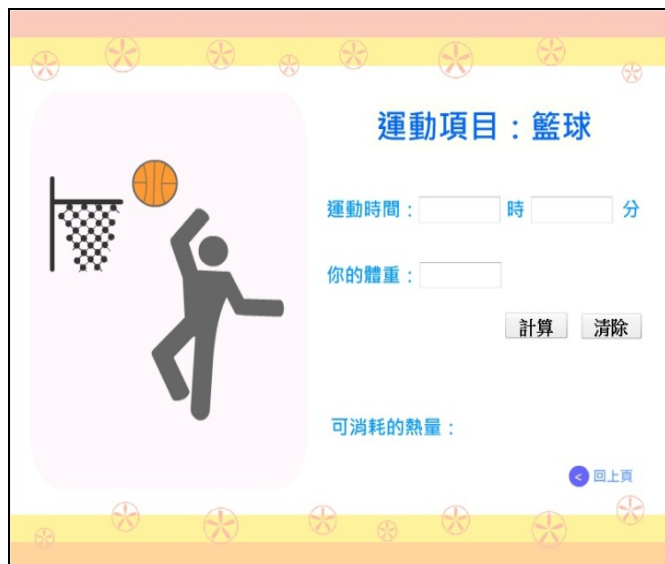 運動項目：籃球
運動時間： 時 分
你的體重：
計算 清除
可消耗的熱量：
< 回上頁